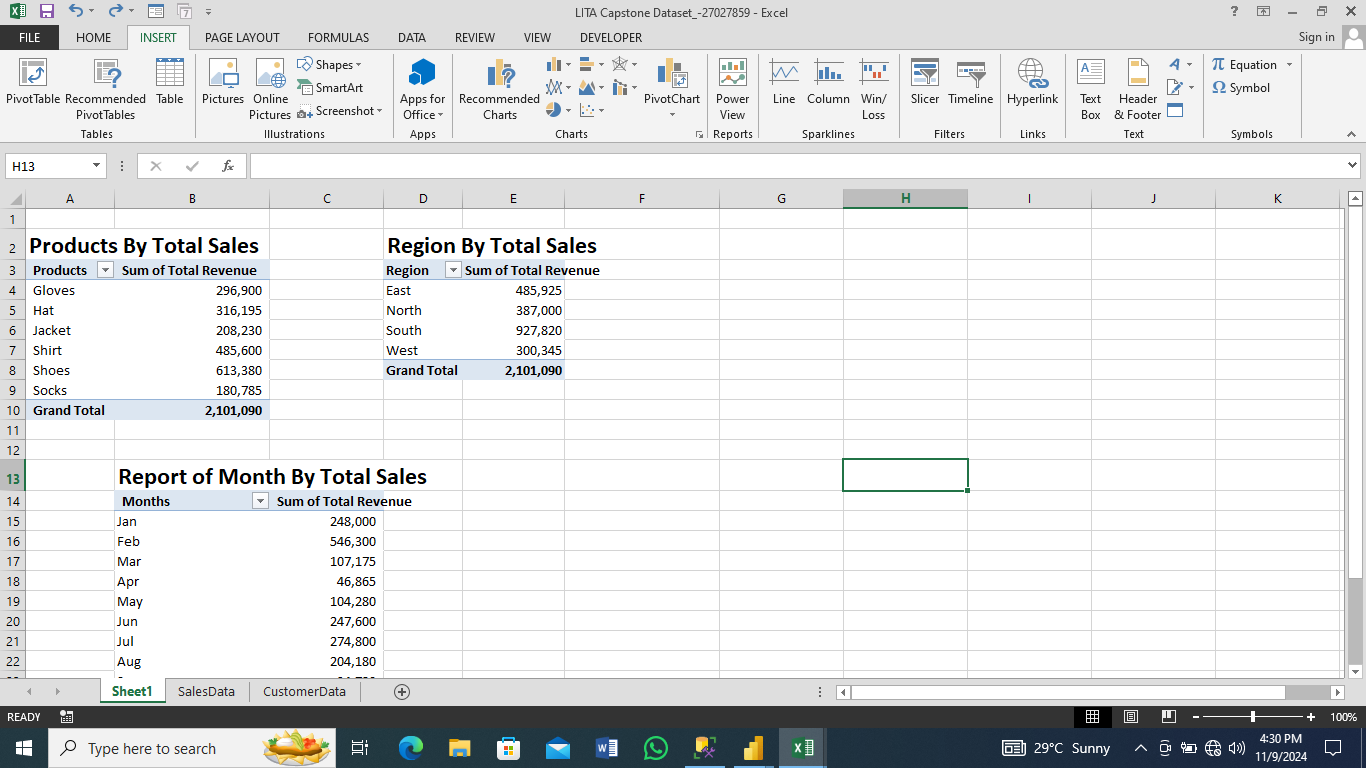 LITA Capstone Dataset_-27027859 - Excel
?
FILE HOME INSERT PAGE LAYOUT FORMULAS DATA REVIEW VIEW DEVELOPER Sign in
PivotTable Recommended PivotTables Table
Pictures Online Pictures Shapes SmartArt Screenshot
Apps for Office
Recommended Charts PivotChart
Power View
Line Column Win/Loss
Slicer Timeline
Hyperlink
Text Box Header & Footer
π Equation
Ω Symbol
Tables Illustrations Apps Charts Reports Sparklines Filters Links Text Symbols
H13 fx
A B C D E F G H I J K
1
2 Products By Total Sales Region By Total Sales
3 Products Sum of Total Revenue Region Sum of Total Revenue
4 Gloves 296,900 East 485,925
5 Hat 316,195 North 387,000
6 Jacket 208,230 South 927,820
7 Shirt 485,600 West 300,345
8 Shoes 613,380 Grand Total 2,101,090
9 Socks 180,785
10 Grand Total 2,101,090
11
12
13 Report of Month By Total Sales
14 Months Sum of Total Revenue
15 Jan 248,000
16 Feb 546,300
17 Mar 107,175
18 Apr 46,865
19 May 104,280
20 Jun 247,600
21 Jul 274,800
22 Aug 204,180
Sheet1 SalesData CustomerData
READY 100%
Type here to search 29°C Sunny 4:30 PM
11/9/2024